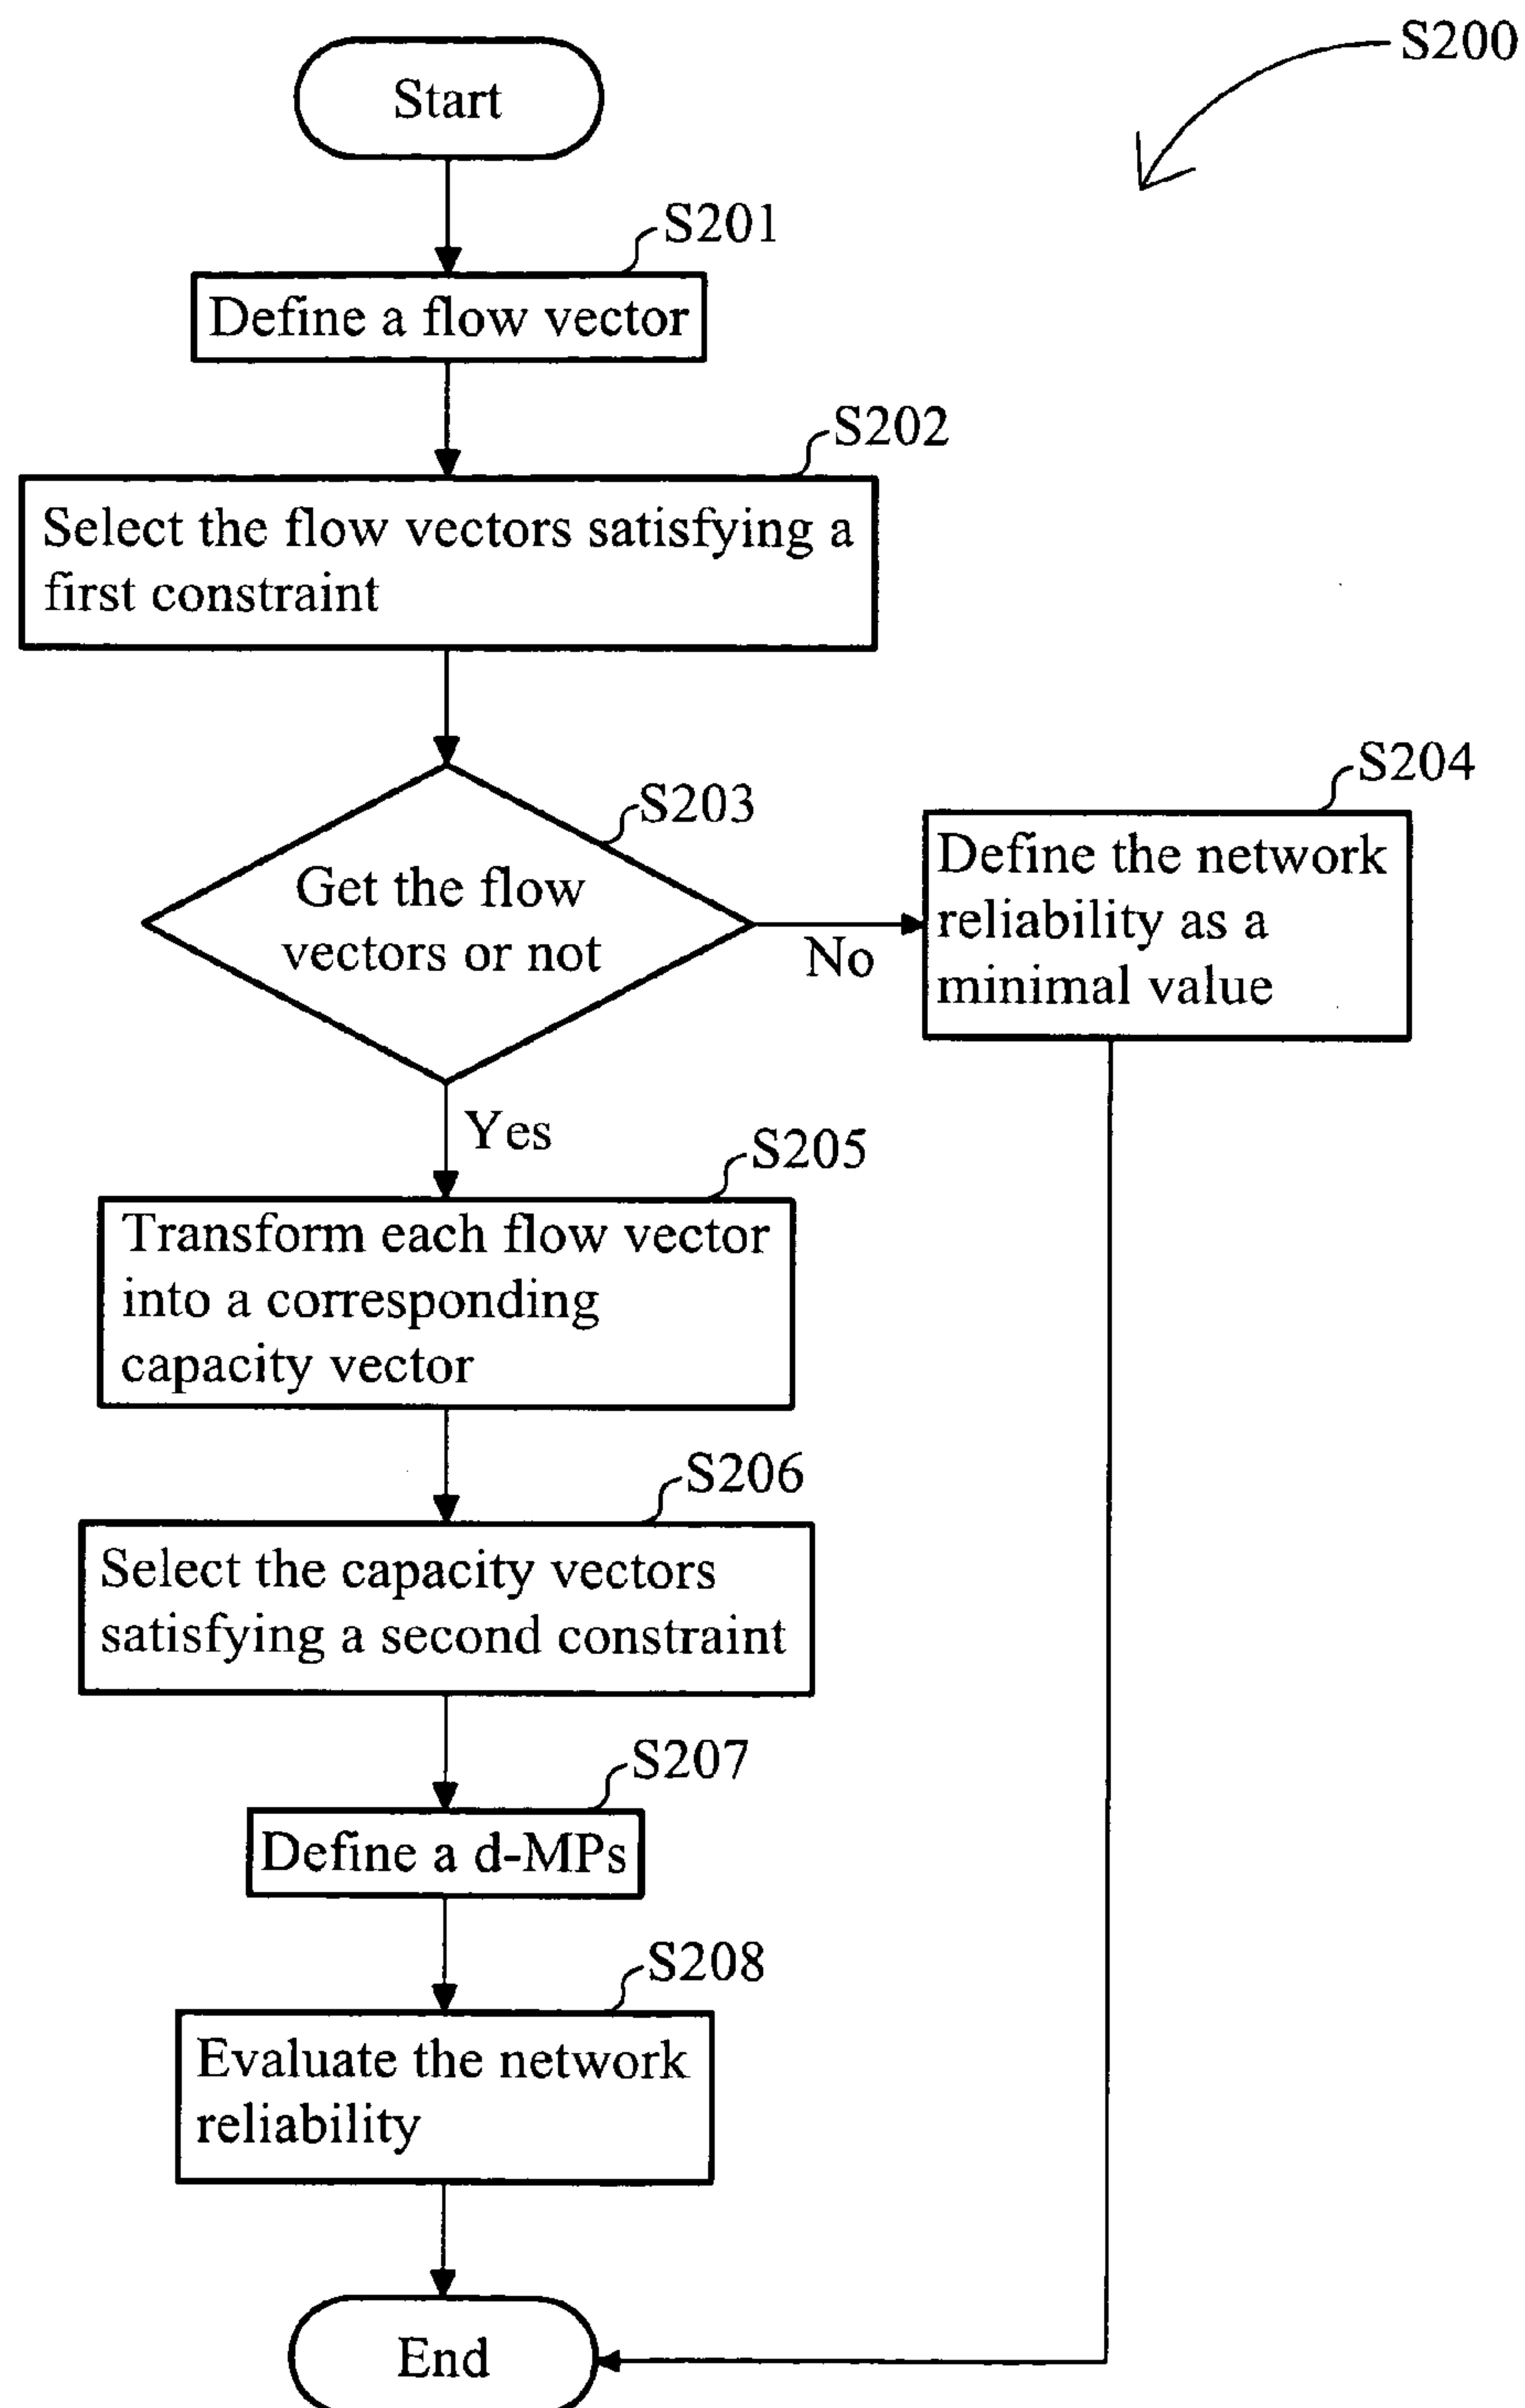 S200
Start
S201
Define a flow vector
S202
Select the flow vectors satisfying a
first constraint
S203
Get the flow
vectors or not
No
S204
Define the network
reliability as a
minimal value
Yes
S205
Transform each flow vector
into a corresponding
capacity vector
S206
Select the capacity vectors
satisfying a second constraint
S207
Define a d-MPs
S208
Evaluate the network
reliability
End